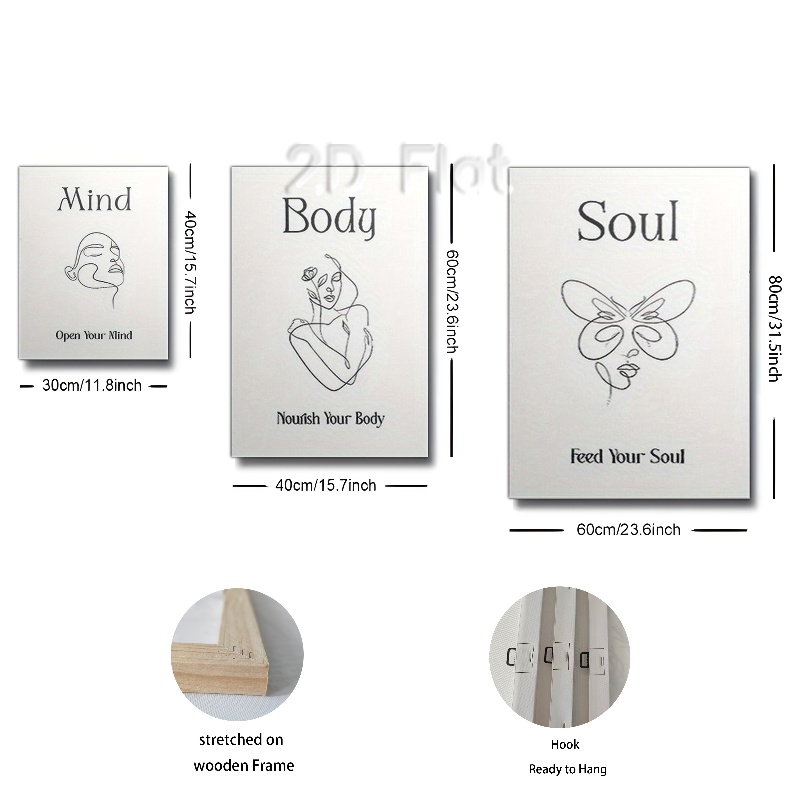 2D Flat
Mind
Open Your Mind
40cm/15.7inch
30cm/11.8inch
Body
Nourish Your Body
60cm/23.6inch
40cm/15.7inch
Soul
Feed Your Soul
80cm/31.5inch
60cm/23.6inch
stretched on
wooden Frame
Hook
Ready to Hang